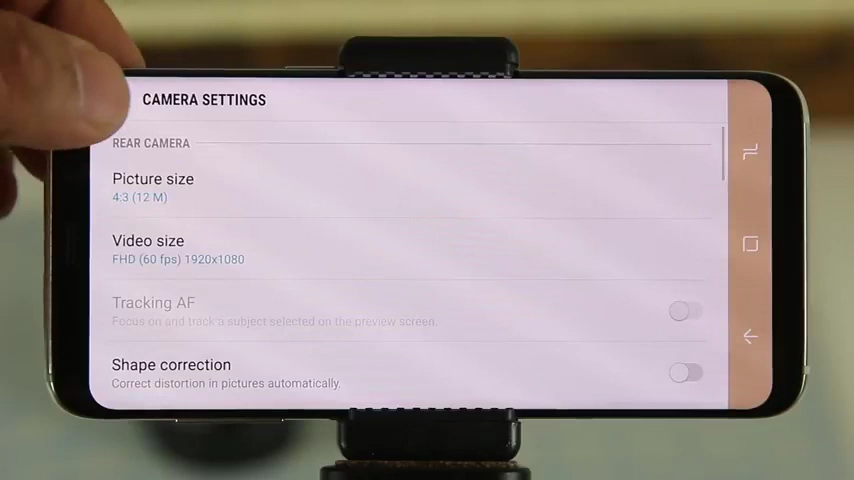 CAMERA SETTINGS
REAR CAMERA
Picture size
4:3 (12 M)
Video size
FHD (60 fps) 1920x1080
Tracking AF
Focus on and track a subject selected on the preview screen.
Shape correction
Correct distortion in pictures automatically.